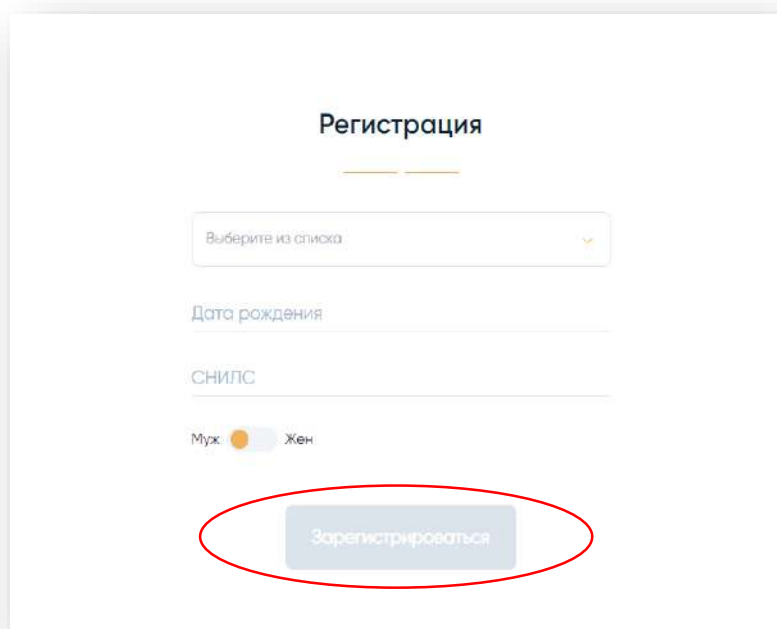 Регистрация
Выберите из списка
Дата рождения
СНИЛС
Муж Жен
Зарегистрироваться